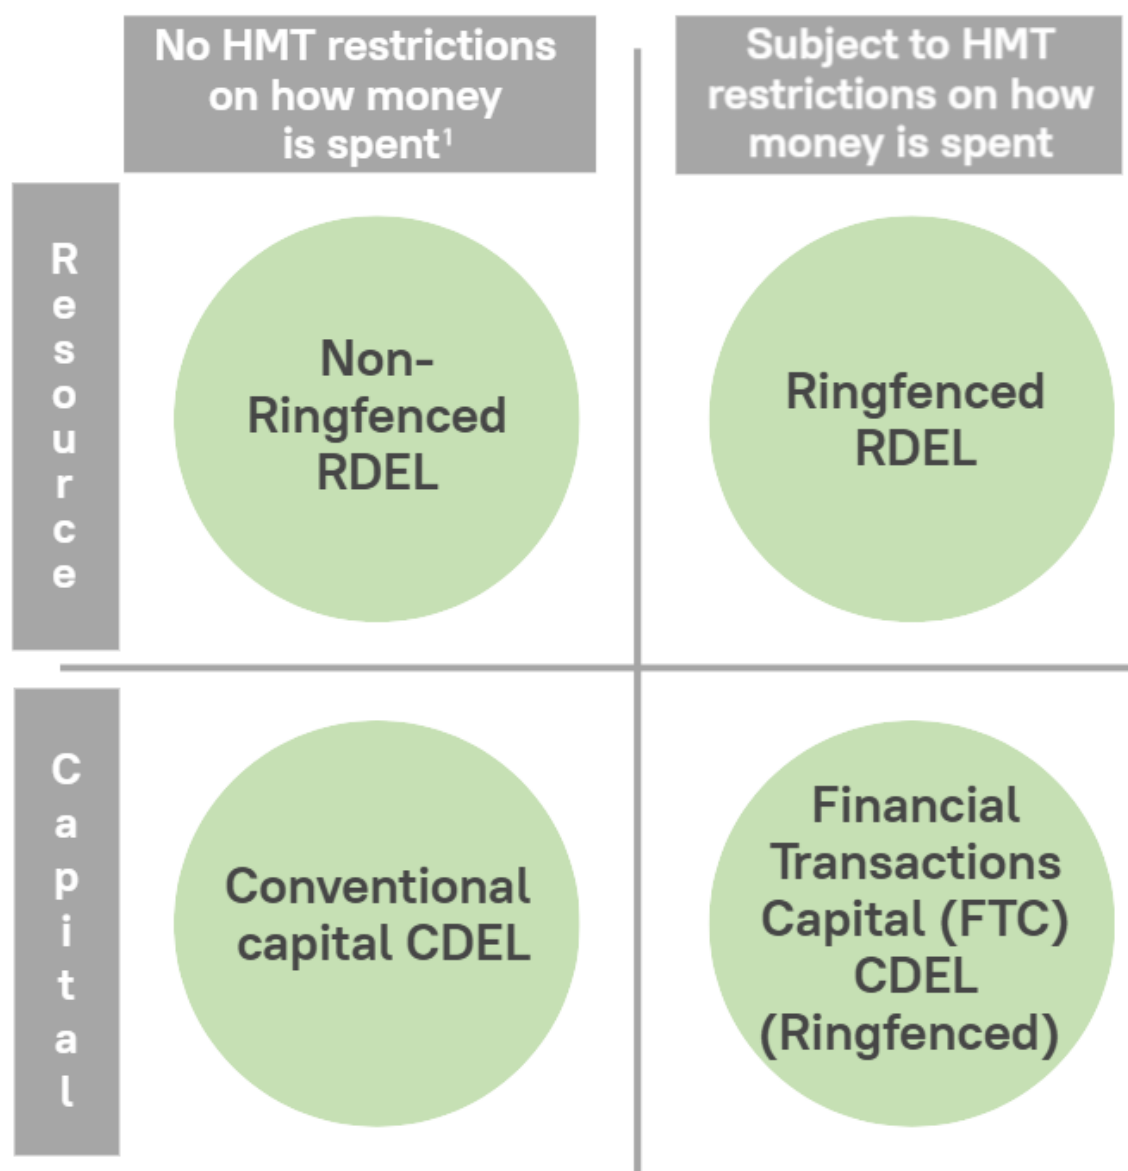 No HMT restrictions
on how money
is spent¹
Subject to HMT
restrictions on how
money is spent
Resource
Non-
Ringfenced
RDEL
Ringfenced
RDEL
Capital
Conventional
capital CDEL
Financial
Transactions
Capital (FTC)
CDEL
(Ringfenced)